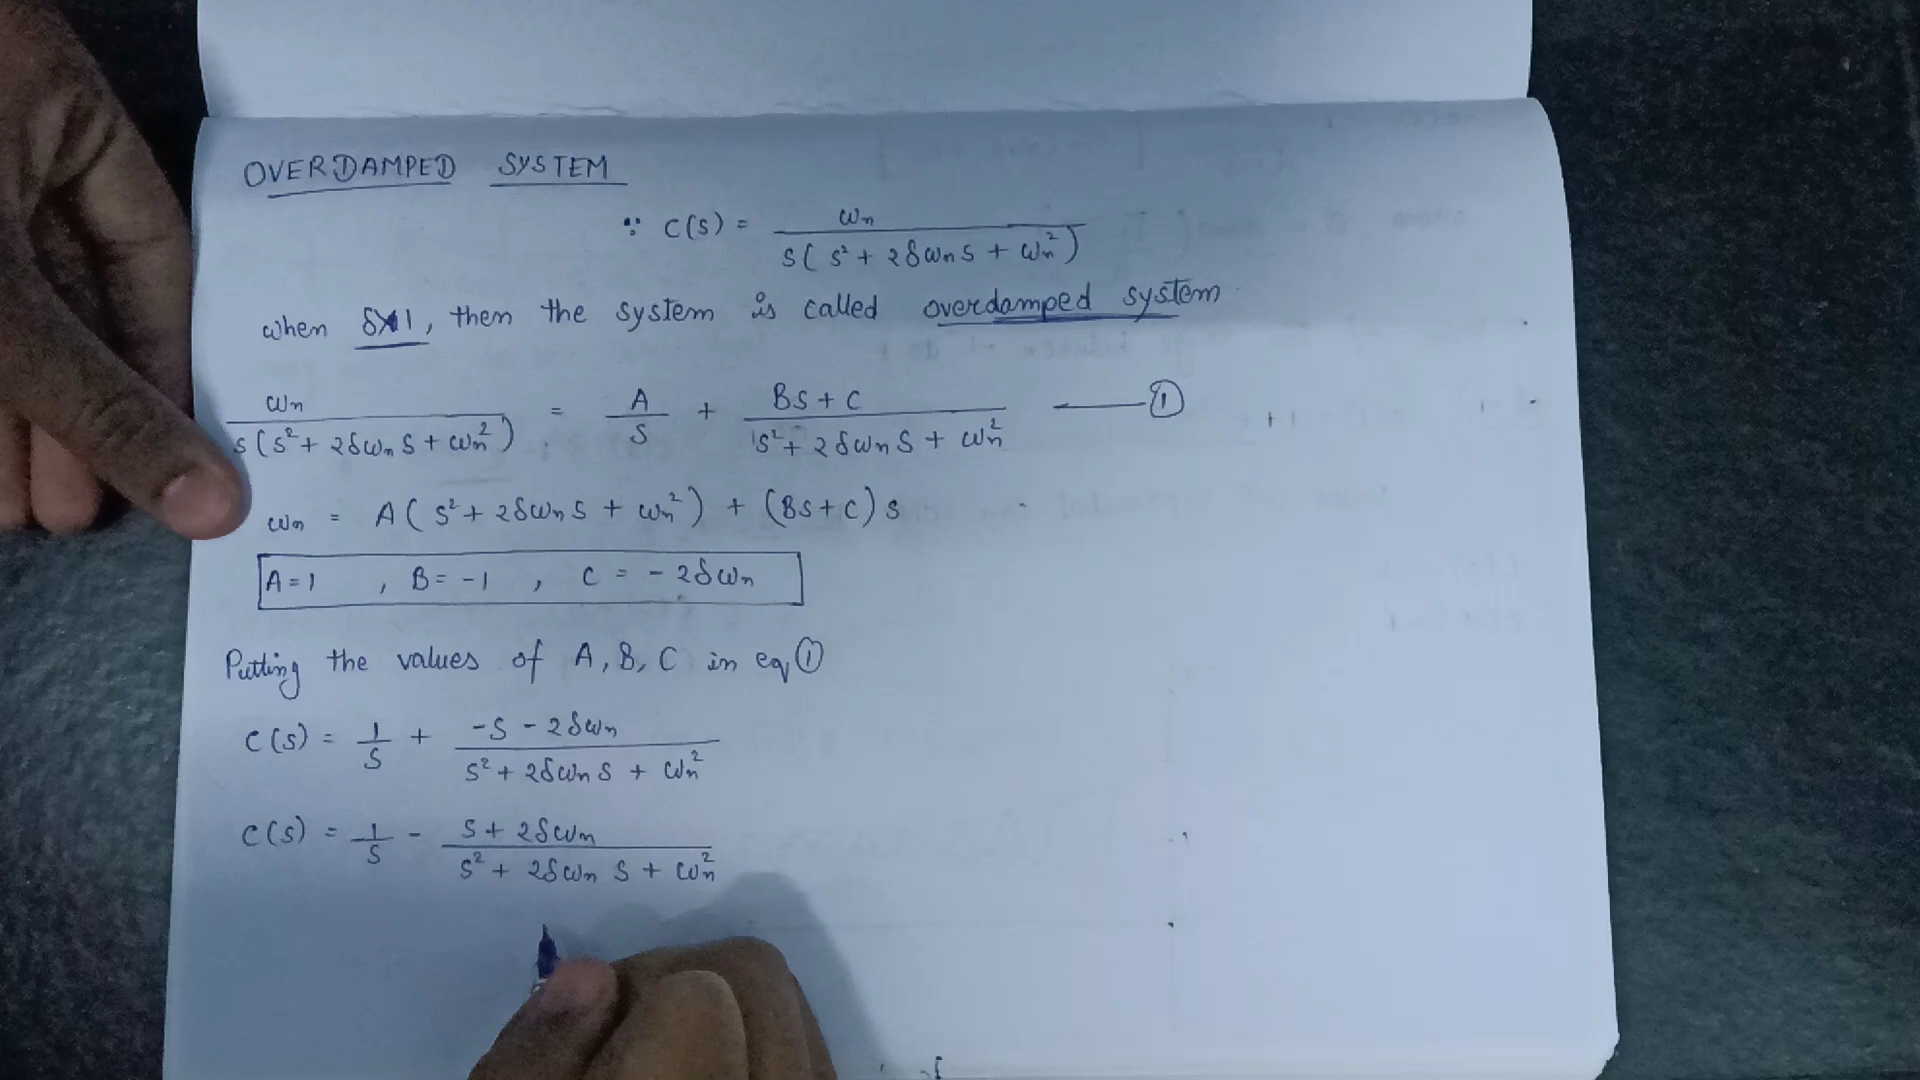 OVERDAMPED SYSTEM
∵ C(S) = ωn / S(S² + 2δωnS + ωn²)
when δ>1, then the system is called overdamped system
ωn / S(S² + 2δωnS + ωn²) = A/S + BS + C / S² + 2δωnS + ωn² —— ①
ωn = A(S² + 2δωnS + ωn²) + (BS + C) S
A = 1 , B = -1 , C = - 2δωn
Putting the values of A, B, C in eq ①
C(S) = 1/S + -S - 2δωn / S² + 2δωnS + ωn²
C(S) = 1/S - S + 2δωn / S² + 2δωn S + ωn²